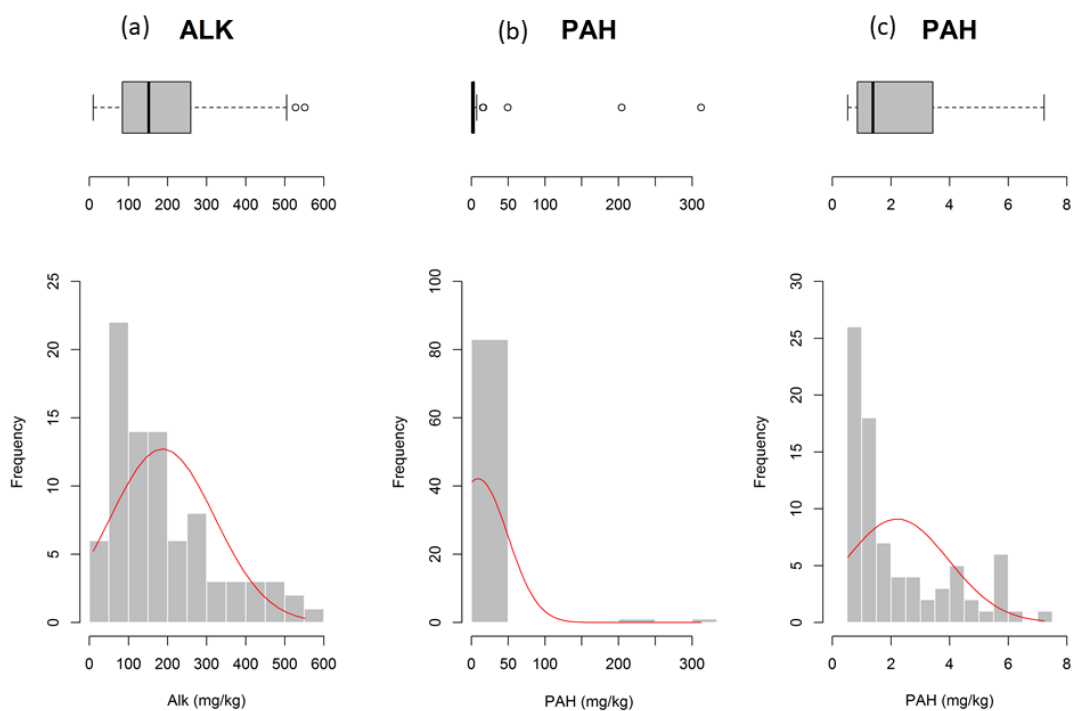 (a) ALK
(b) PAH
(c) PAH
0 100 200 300 400 500 600
0 50 100 200 300
0 2 4 6 8
Frequency
0 5 10 15 20 25
0 100 200 300 400 500 600
Alk (mg/kg)
Frequency
0 20 40 60 80 100
0 50 100 200 300
PAH (mg/kg)
Frequency
0 5 10 15 20 25 30
0 2 4 6 8
PAH (mg/kg)